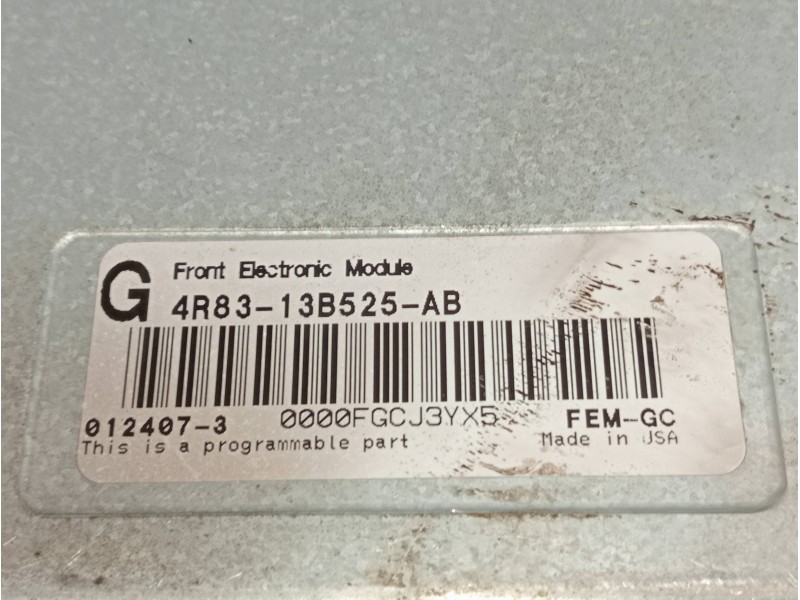 G Front Electronic Module
4R83-13B525-AB
012407-3 0000FGCJ3YX5 FEM-GC
This is a programmable part Made in USA